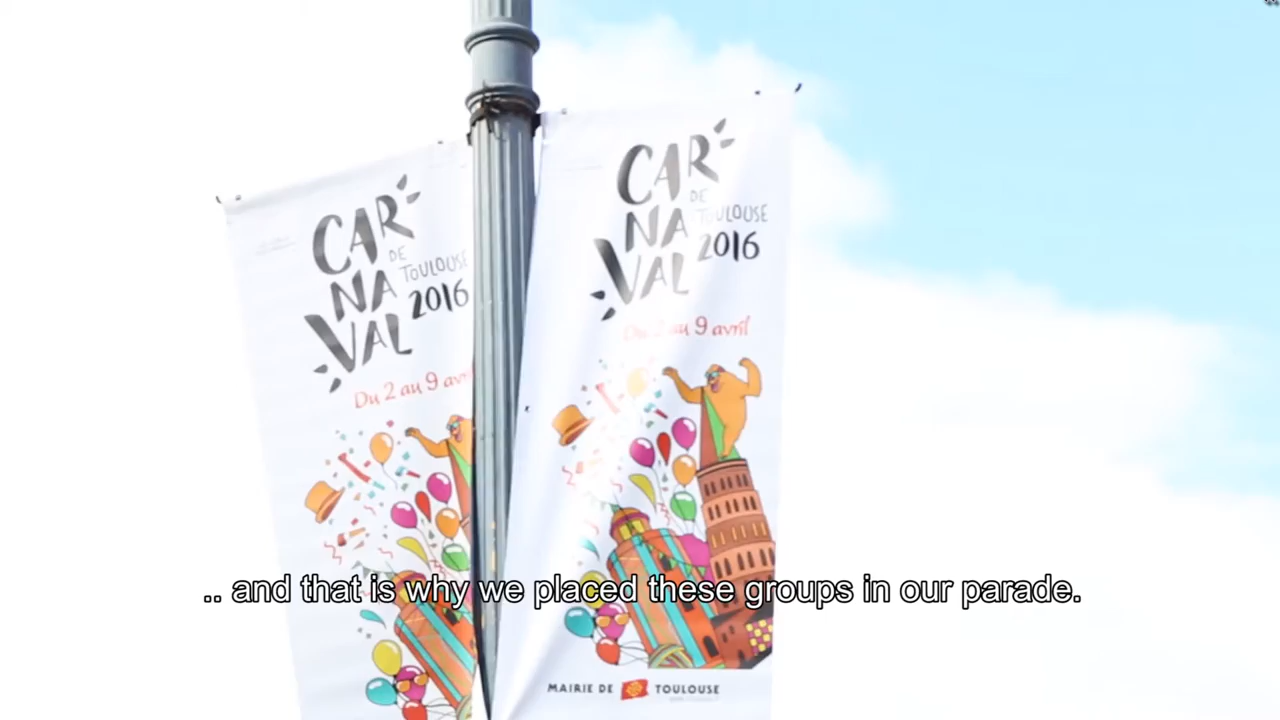 CAR
DE
TOULOUSE
NA
2016
VAL
Du 2 au 9 avril
CAR
DE
TOULOUSE
NA
2016
VAL
Du 2 au 9 avril
.. and that is why we placed these groups in our parade.
MAIRIE DE TOULOUSE